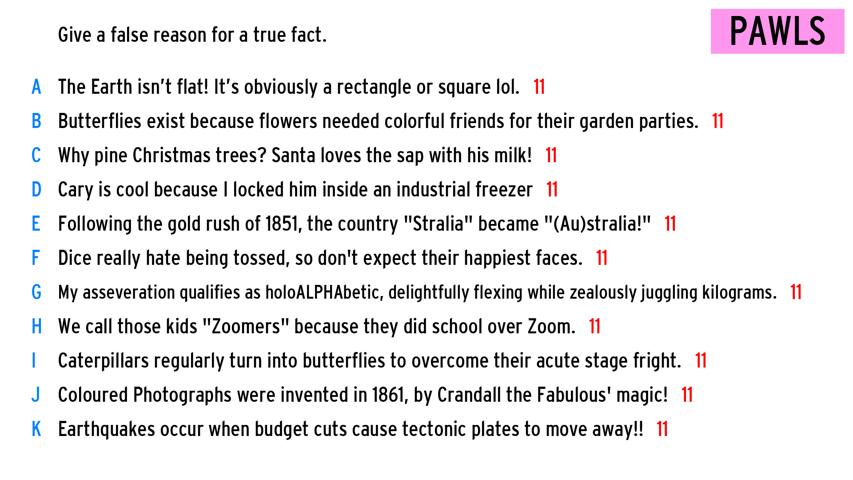 Give a false reason for a true fact.
PAWLS
A The Earth isn't flat! It's obviously a rectangle or square lol. 11
B Butterflies exist because flowers needed colorful friends for their garden parties. 11
C Why pine Christmas trees? Santa loves the sap with his milk! 11
D Cary is cool because I locked him inside an industrial freezer 11
E Following the gold rush of 1851, the country "Stralia" became "(Au)stralia!" 11
F Dice really hate being tossed, so don't expect their happiest faces. 11
G My asseveration qualifies as holoALPHAbetic, delightfully flexing while zealously juggling kilograms. 11
H We call those kids "Zoomers" because they did school over Zoom. 11
I Caterpillars regularly turn into butterflies to overcome their acute stage fright. 11
J Coloured Photographs were invented in 1861, by Crandall the Fabulous' magic! 11
K Earthquakes occur when budget cuts cause tectonic plates to move away!! 11